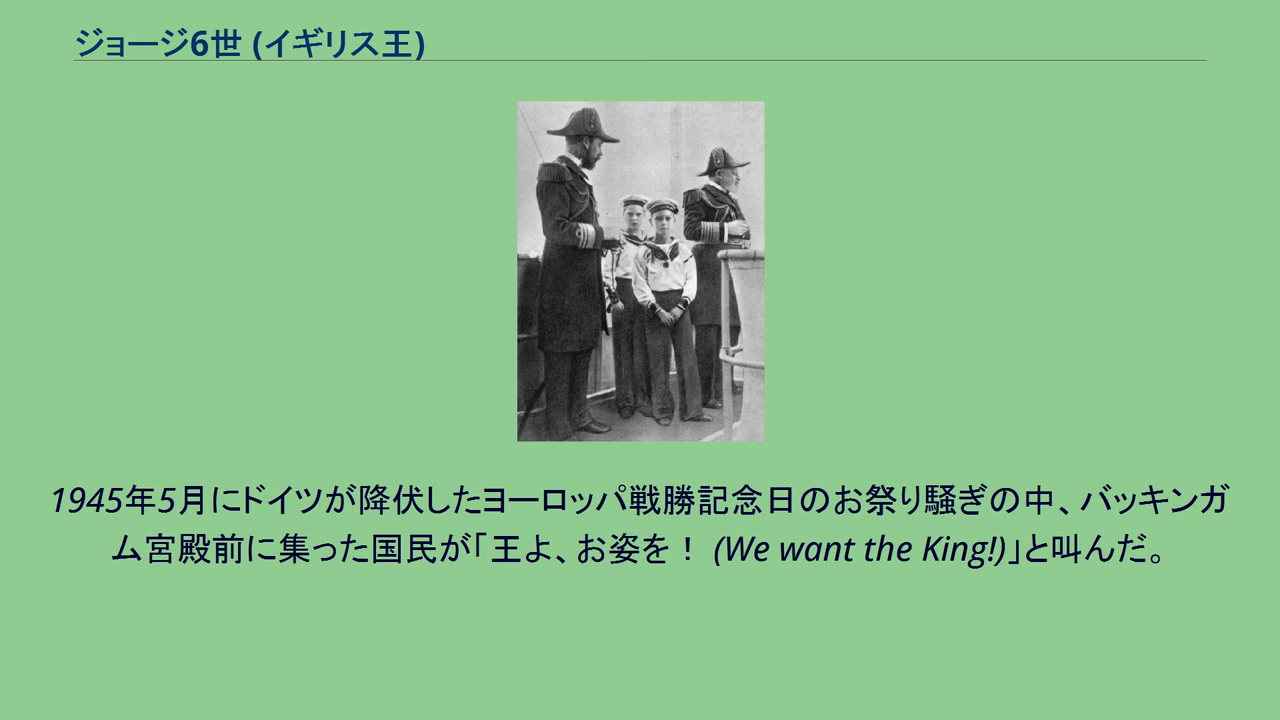 ジョージ6世 (イギリス王)
1945年5月にドイツが降伏したヨーロッパ戦勝記念日のお祭り騒ぎの中、バッキンガ
ム宮殿前に集った国民が「王よ、お姿を！ (We want the King!)」と叫んだ。